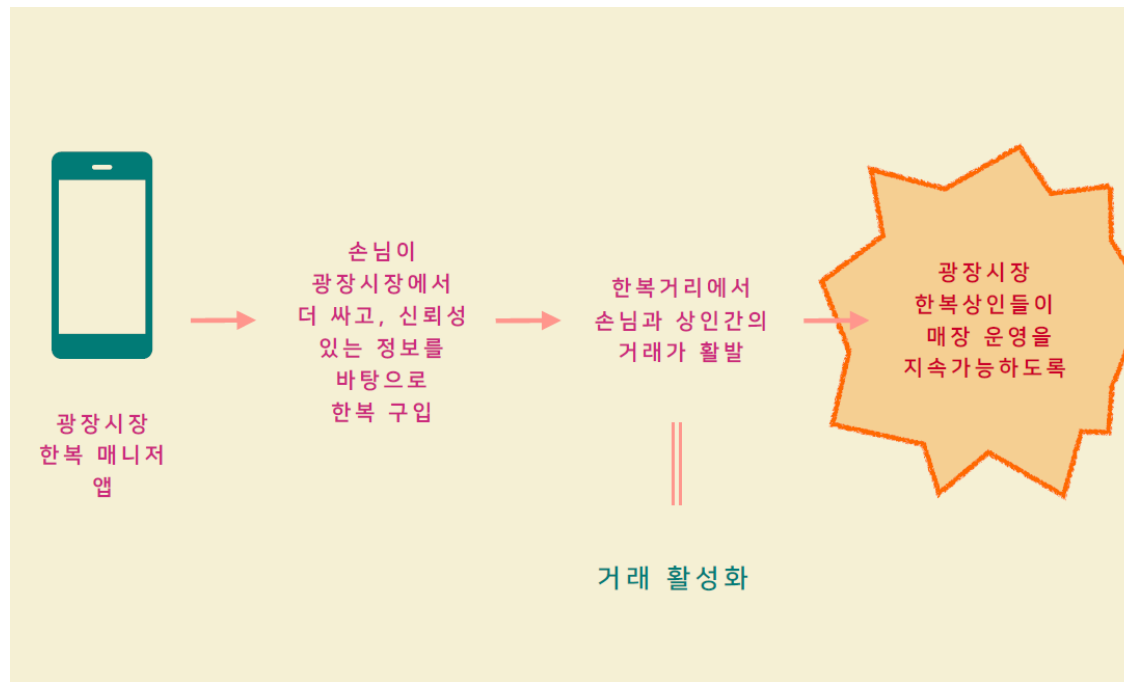 광장시장
한복 매니저
앱
손님이
광장시장에서
더 싸고, 신뢰성
있는 정보를
바탕으로
한복 구입
한복거리에서
손님과 상인간의
거래가 활발
거래 활성화
광장시장
한복상인들이
매장 운영을
지속가능하도록